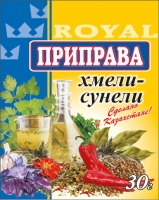 ROYAL
ПРИПРАВА
ХМЕЛИ-
СУНЕЛИ
Сделано в
Казахстане!
30г